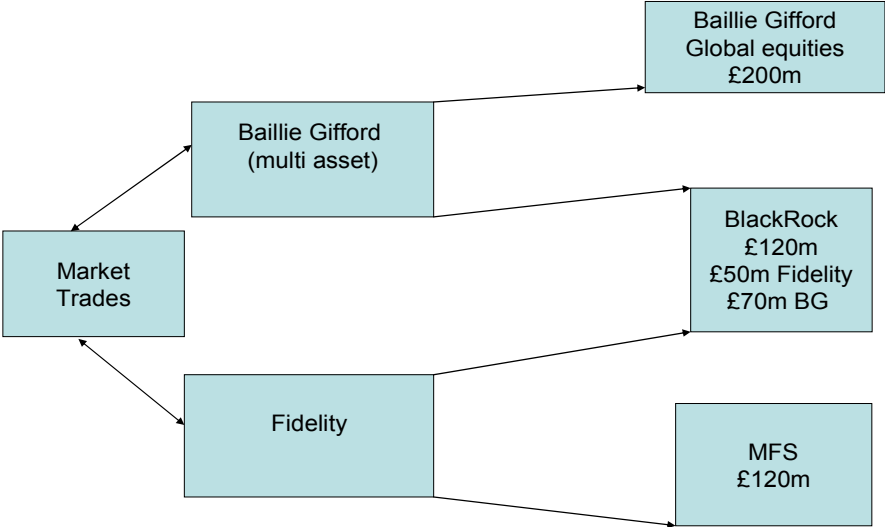 Baillie Gifford
Global equities
£200m
Baillie Gifford
(multi asset)
BlackRock
£120m
£50m Fidelity
£70m BG
Market
Trades
Fidelity
MFS
£120m